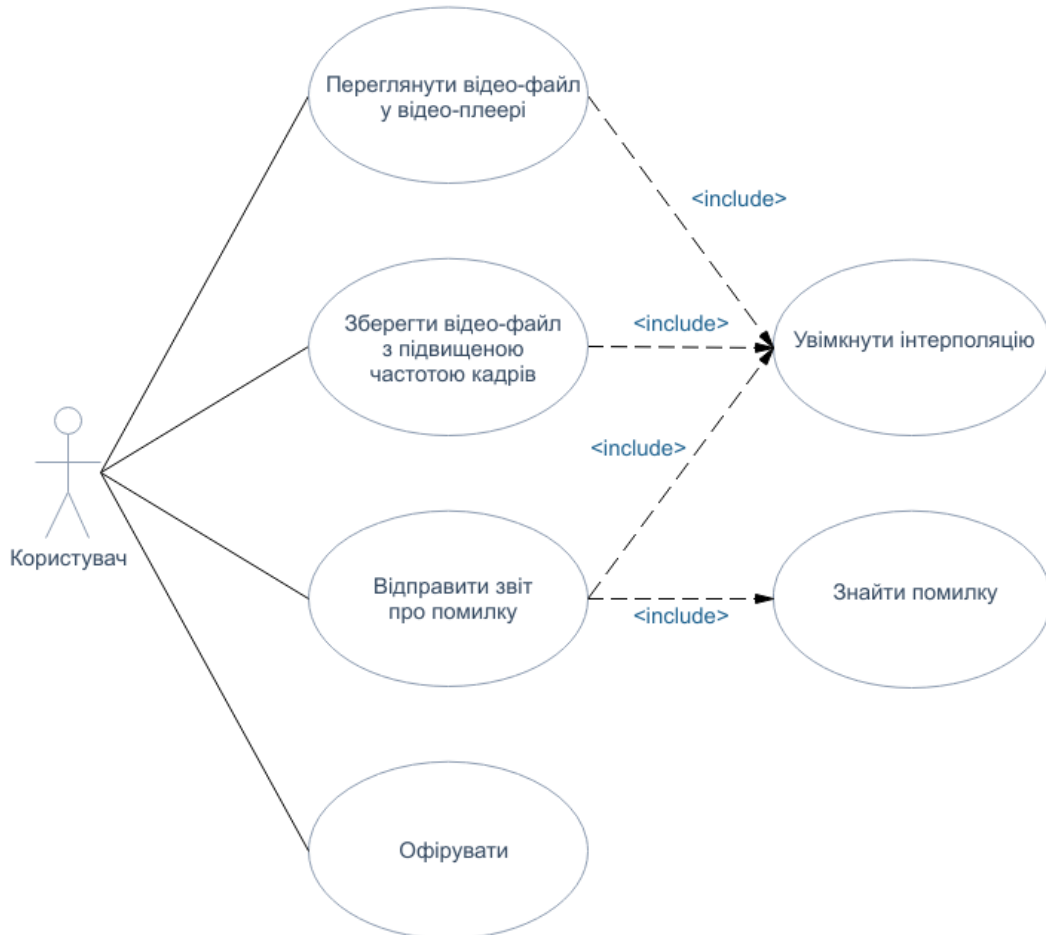 Переглянути відео-файл
у відео-плеері
<include>
Зберегти відео-файл
з підвищеною
частотою кадрів
<include>
Увімкнути інтерполяцію
<include>
Користувач
Відправити звіт
про помилку
<include>
Знайти помилку
Офірувати